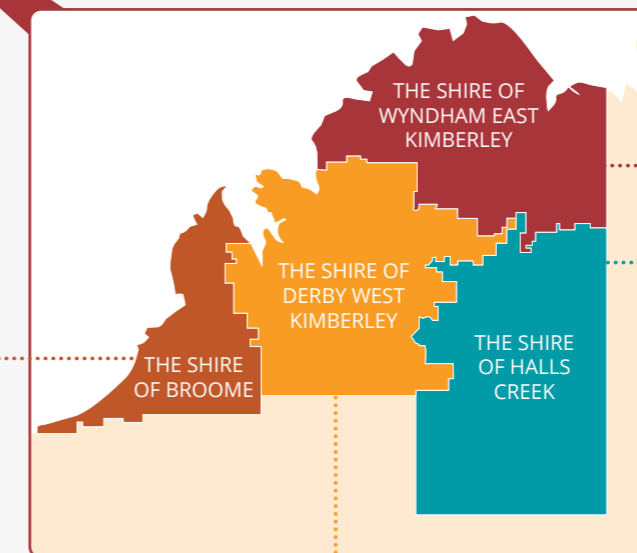 THE SHIRE OF
WYNDHAM EAST
KIMBERLEY
THE SHIRE OF
DERBY WEST
KIMBERLEY
THE SHIRE
OF HALLS
CREEK
THE SHIRE
OF BROOME